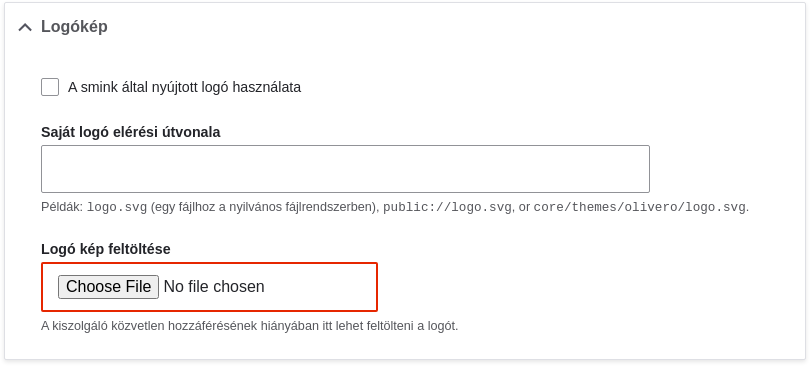 Logókép
A smink által nyújtott logó használata
Saját logó elérési útvonala
Példák: logo.svg (egy fájlhoz a nyilvános fájlrendszerben), public://logo.svg, or core/themes/olivero/logo.svg.
Logó kép feltöltése
Choose File No file chosen
A kiszolgáló közvetlen hozzáférésének hiányában itt lehet feltölteni a logót.